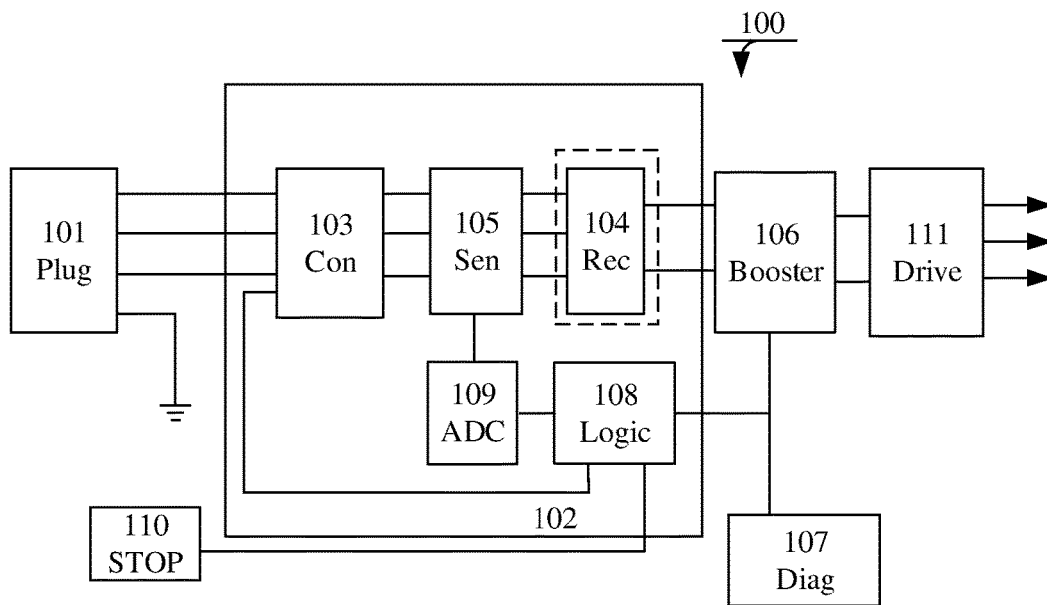 100
101
Plug
103
Con
105
Sen
104
Rec
106
Booster
111
Drive
109
ADC
108
Logic
102
110
STOP
107
Diag